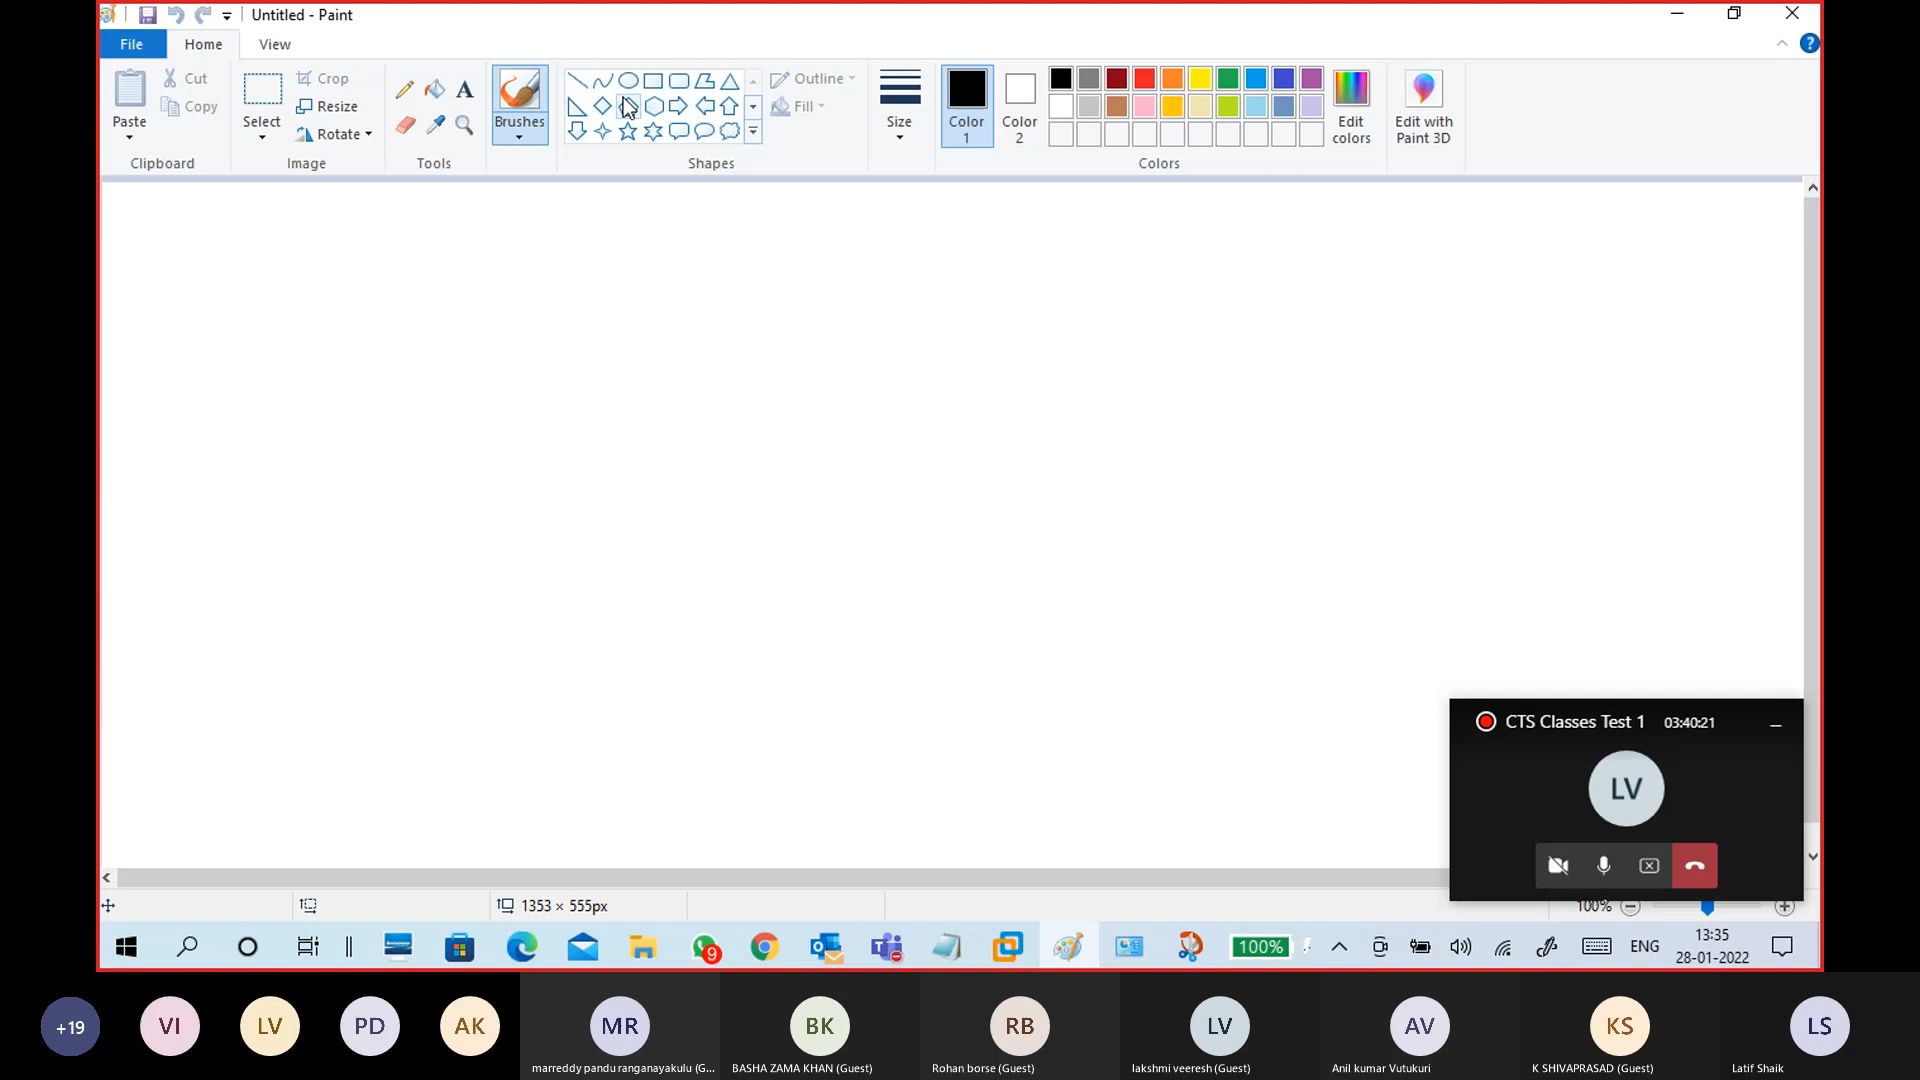 Untitled - Paint
File Home View
Paste
Cut
Copy
Clipboard
Select
Crop
Resize
Rotate
Image
A
Tools
Brushes
Shapes
Outline
Fill
Size
Color 1
Color 2
Colors
Edit colors
Edit with Paint 3D
?
CTS Classes Test 1 03:40:21
LV
1353 × 555px
100%
9
100%
ENG
13:35
28-01-2022
+19
VI
LV
PD
AK
MR
BK
RB
LV
AV
KS
LS
marreddy pandu ranganayakulu (G...
BASHA ZAMA KHAN (Guest)
Rohan borse (Guest)
lakshmi veeresh (Guest)
Anil kumar Vutukuri
K SHIVAPRASAD (Guest)
Latif Shaik